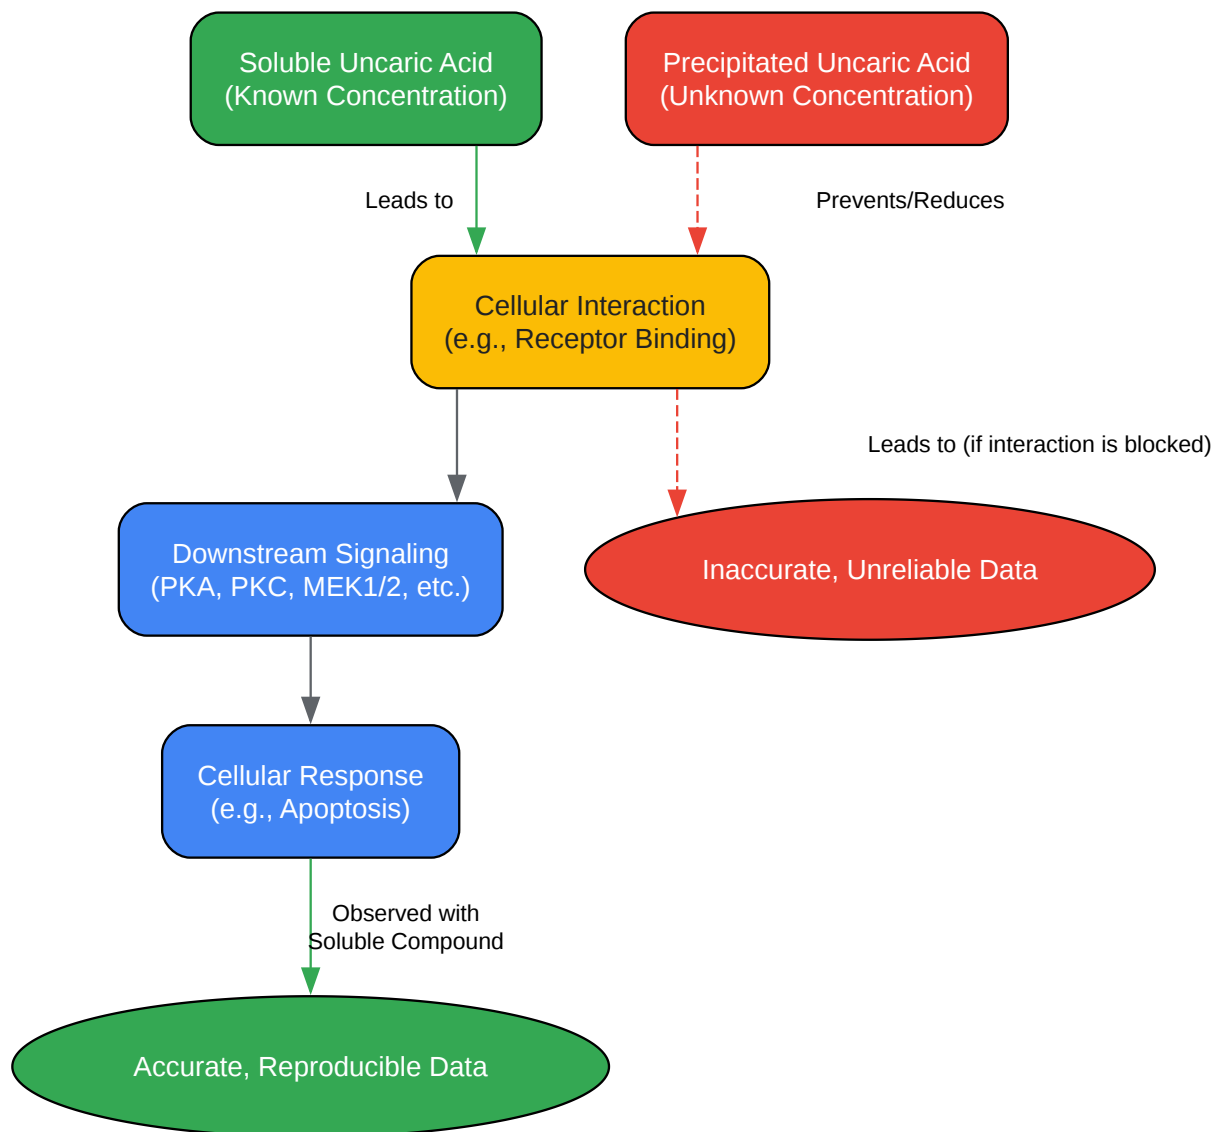 Soluble Uncaric Acid
(Known Concentration)
Precipitated Uncaric Acid
(Unknown Concentration)
Leads to
Prevents/Reduces
Cellular Interaction
(e.g., Receptor Binding)
Leads to (if interaction is blocked)
Downstream Signaling
(PKA, PKC, MEK1/2, etc.)
Inaccurate, Unreliable Data
Cellular Response
(e.g., Apoptosis)
Observed with
Soluble Compound
Accurate, Reproducible Data